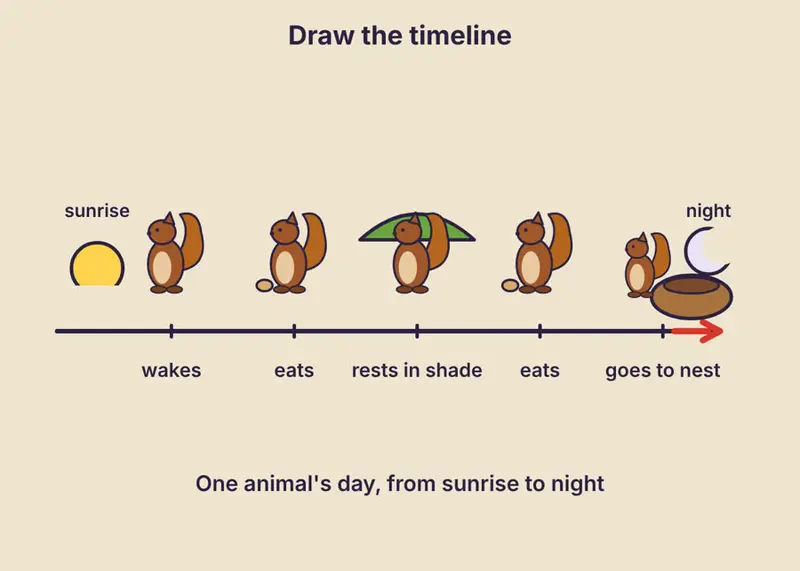 Draw the timeline
sunrise
night
wakes
eats
rests in shade
eats
goes to nest
One animal's day, from sunrise to night